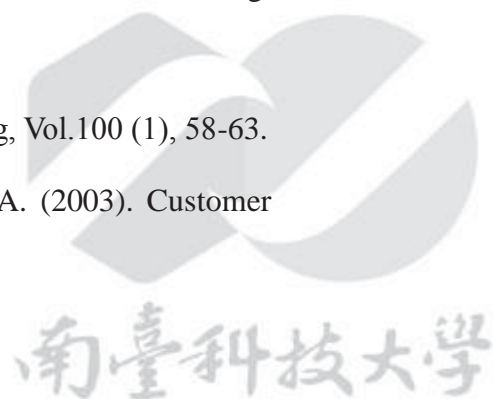 g, Vol.100 (1), 58-63.
A. (2003). Customer
南臺科技大學